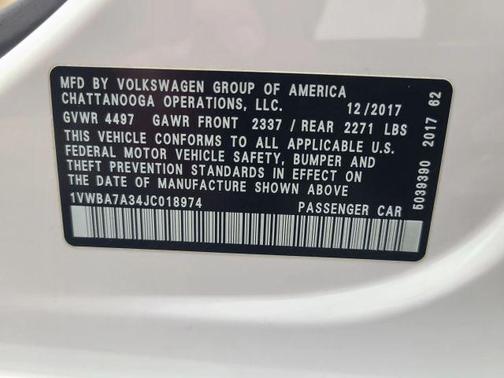 MFD BY VOLKSWAGEN GROUP OF AMERICA
CHATTANOOGA OPERATIONS, LLC. 12/2017
GVWR 4497 GAWR FRONT 2337 / REAR 2271 LBS
THIS VEHICLE CONFORMS TO ALL APPLICABLE U.S.
FEDERAL MOTOR VEHICLE SAFETY, BUMPER AND
THEFT PREVENTION STANDARDS IN EFFECT ON THE
DATE OF MANUFACTURE SHOWN ABOVE
1VWBA7A34JC018974 PASSENGER CAR
5039390 2017 62